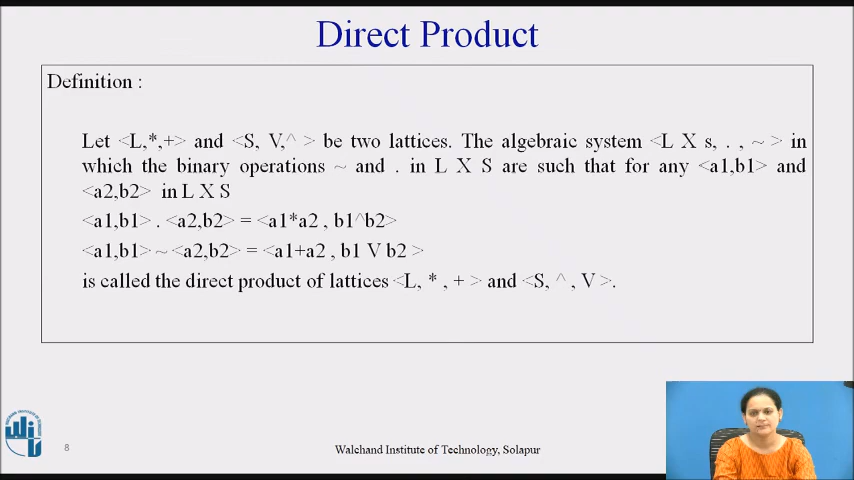 Direct Product
Definition :
Let <L,*,+> and <S, V,^ > be two lattices. The algebraic system <L X s, . , ~ > in
which the binary operations ~ and . in L X S are such that for any <a1,b1> and
<a2,b2> in L X S
<a1,b1> . <a2,b2> = <a1*a2 , b1^b2>
<a1,b1> ~ <a2,b2> = <a1+a2 , b1 V b2 >
is called the direct product of lattices <L, * , + > and <S, ^ , V >.
8
Walchand Institute of Technology, Solapur